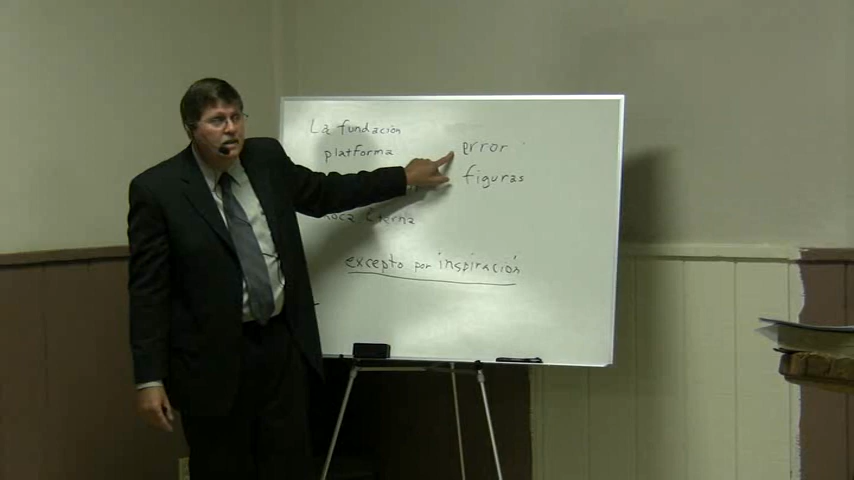 La fundación
platforma
Roca Eterna
error
figuras
excepto por inspiración